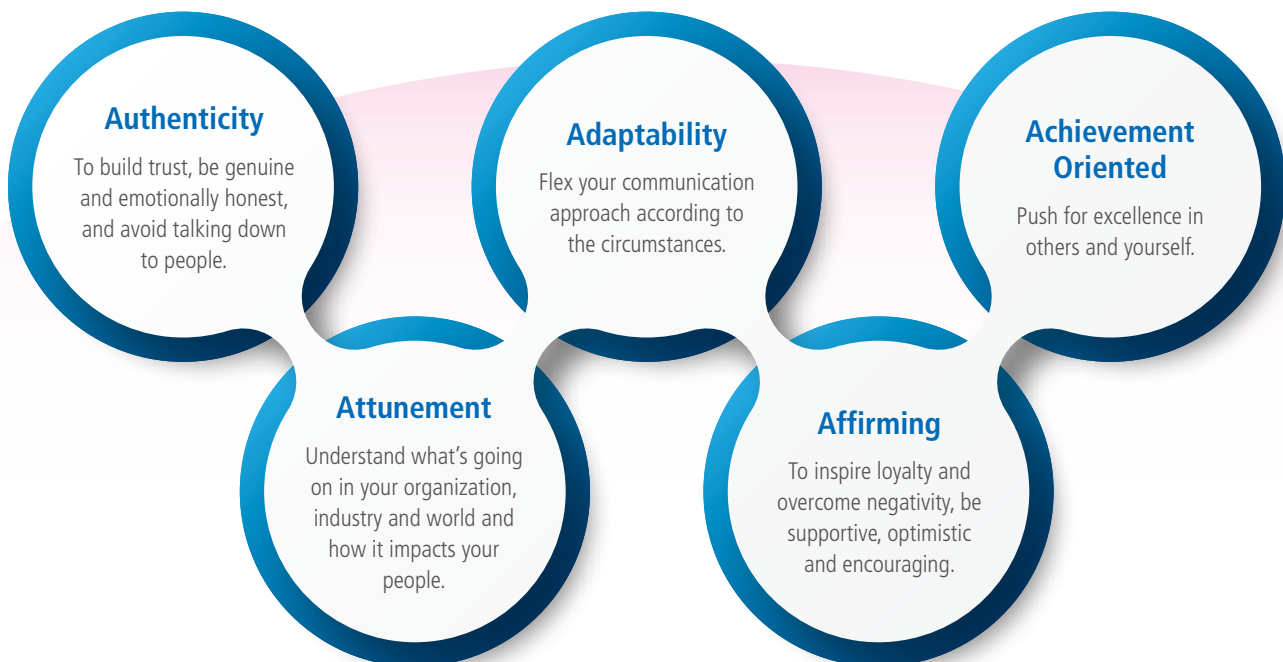 Authenticity
To build trust, be genuine
and emotionally honest,
and avoid talking down
to people.
Attunement
Understand what’s going
on in your organization,
industry and world and
how it impacts your
people.
Adaptability
Flex your communication
approach according to
the circumstances.
Affirming
To inspire loyalty and
overcome negativity, be
supportive, optimistic
and encouraging.
Achievement
Oriented
Push for excellence in
others and yourself.